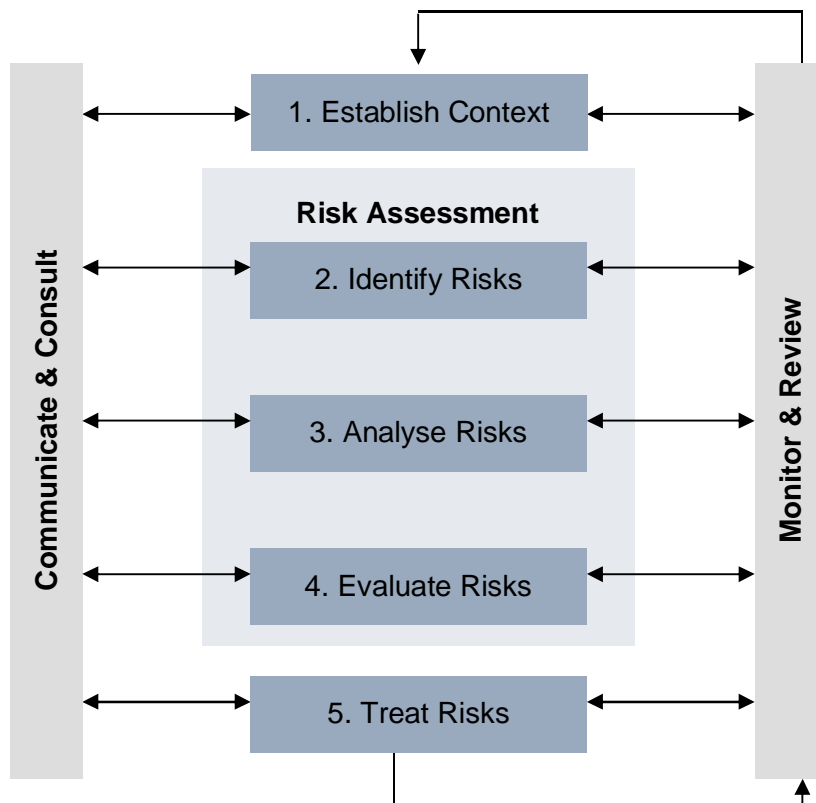 1. Establish Context
Risk Assessment
2. Identify Risks
3. Analyse Risks
4. Evaluate Risks
5. Treat Risks
Communicate & Consult
Monitor & Review